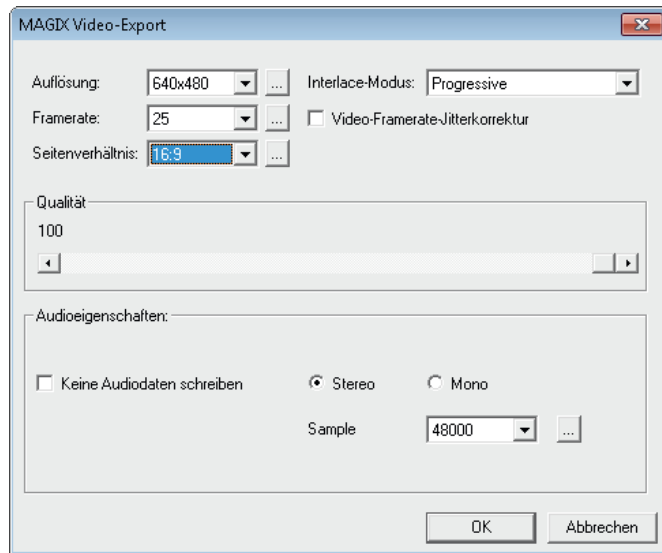 MAGIX Video-Export
Auflösung: 640x480 ... Interlace-Modus: Progressive
Framerate: 25 ... Video-Framerate-Jitterkorrektur
Seitenverhältnis: 16:9 ...
Qualität
100
Audioeigenschaften:
Keine Audiodaten schreiben Stereo Mono
Sample 48000 ...
OK Abbrechen